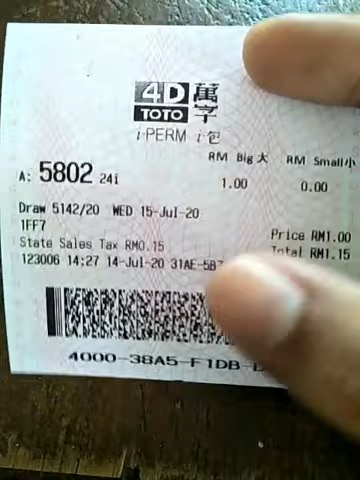 4D 萬
TOTO 字
i-PERM i包
RM Big大 RM Small小
A: 5802 24i 1.00 0.00
Draw 5142/20 WED 15-Jul-20
1FF7 Price RM1.00
State Sales Tax RM0.15 Total RM1.15
123006 14:27 14-Jul-20 31AE-5B7
4000-38A5-F1DB-